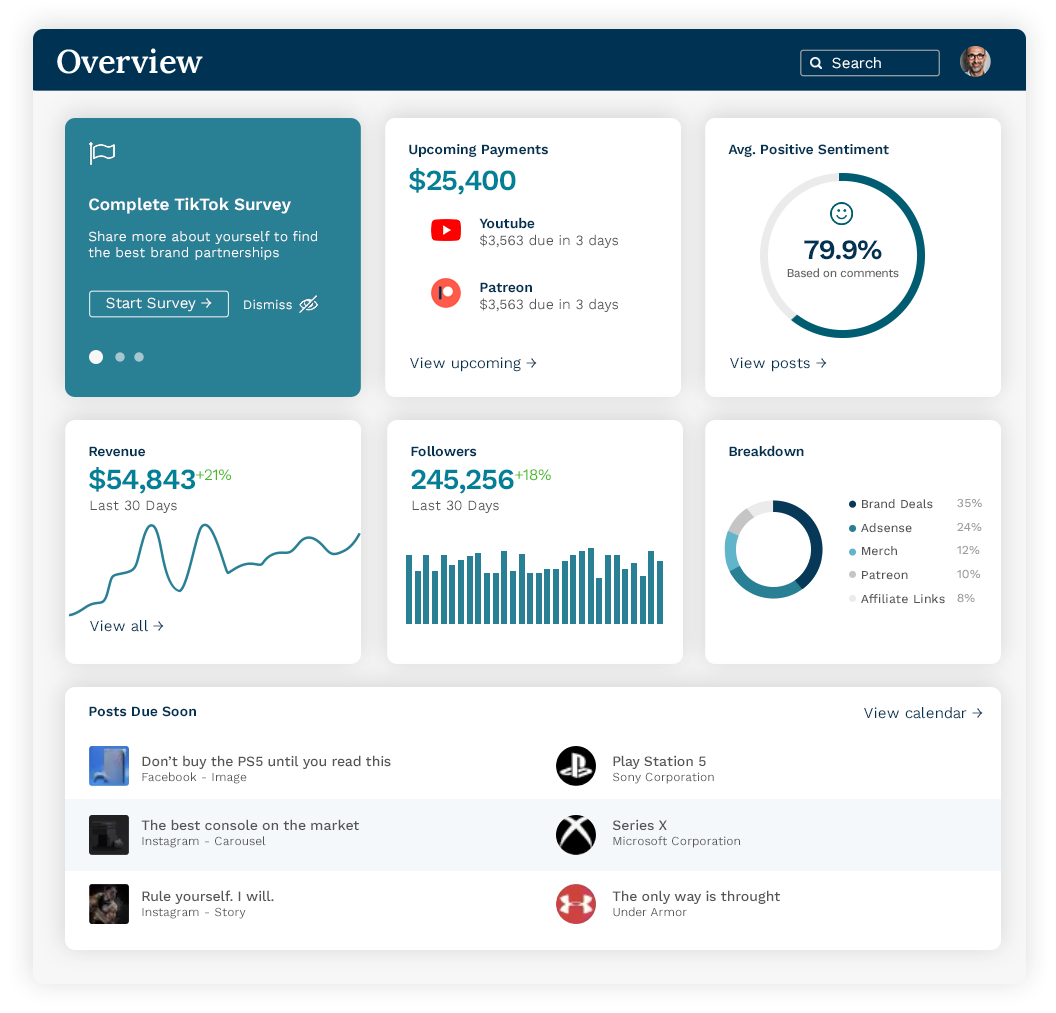 Overview
Search
Complete TikTok Survey
Share more about yourself to find
the best brand partnerships
Start Survey →
Dismiss
Upcoming Payments
$25,400
Youtube
$3,563 due in 3 days
Patreon
$3,563 due in 3 days
View upcoming →
Avg. Positive Sentiment
79.9%
Based on comments
View posts →
Revenue
$54,843 +21%
Last 30 Days
View all →
Followers
245,256 +18%
Last 30 Days
Breakdown
Brand Deals 35%
Adsense 24%
Merch 12%
Patreon 10%
Affiliate Links 8%
Posts Due Soon
View calendar →
Don’t buy the PS5 until you read this
Facebook - Image
Play Station 5
Sony Corporation
The best console on the market
Instagram - Carousel
Series X
Microsoft Corporation
Rule yourself. I will.
Instagram - Story
The only way is throught
Under Armor